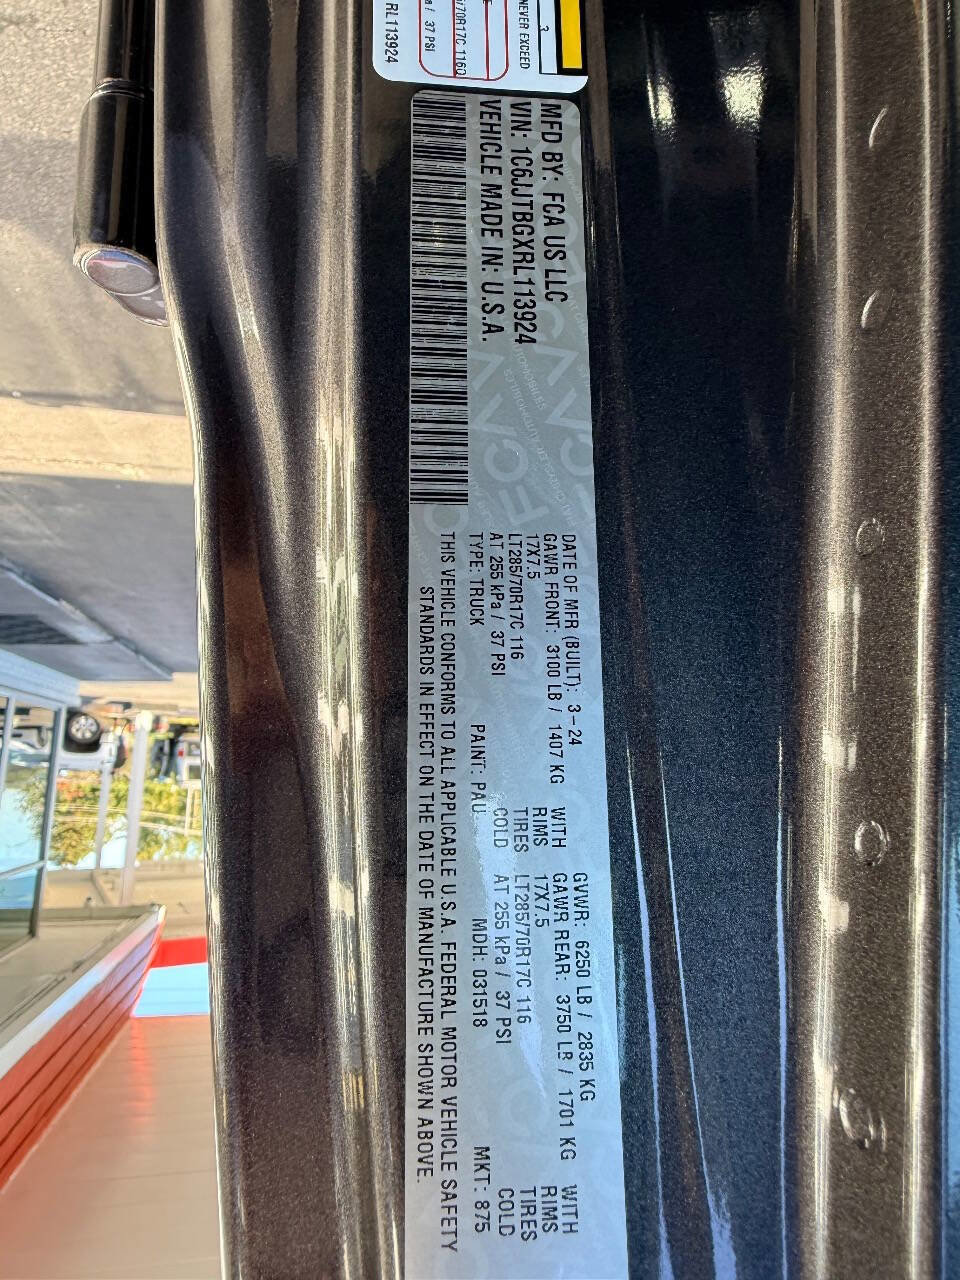 3
NEVER EXCEED
/70R17C 116Q
a / 37 PSI
RL113924
MFD BY: FCA US LLC
VIN: 1C6JJTBGXRL113924
VEHICLE MADE IN: U.S.A.
DATE OF MFR (BUILT): 3-24 GVWR: 6250 LB / 2835 KG
GAWR FRONT: 3100 LB / 1407 KG WITH GAWR REAR: 3750 LB / 1701 KG WITH
17X7.5 RIMS 17X7.5 RIMS
LT285/70R17C 116 TIRES LT285/70R17C 116 TIRES
AT 255 kPa / 37 PSI COLD AT 255 kPa / 37 PSI COLD
TYPE: TRUCK PAINT: PAU MDH: 031518 MKT: 875
THIS VEHICLE CONFORMS TO ALL APPLICABLE U.S.A. FEDERAL MOTOR VEHICLE SAFETY
STANDARDS IN EFFECT ON THE DATE OF MANUFACTURE SHOWN ABOVE.